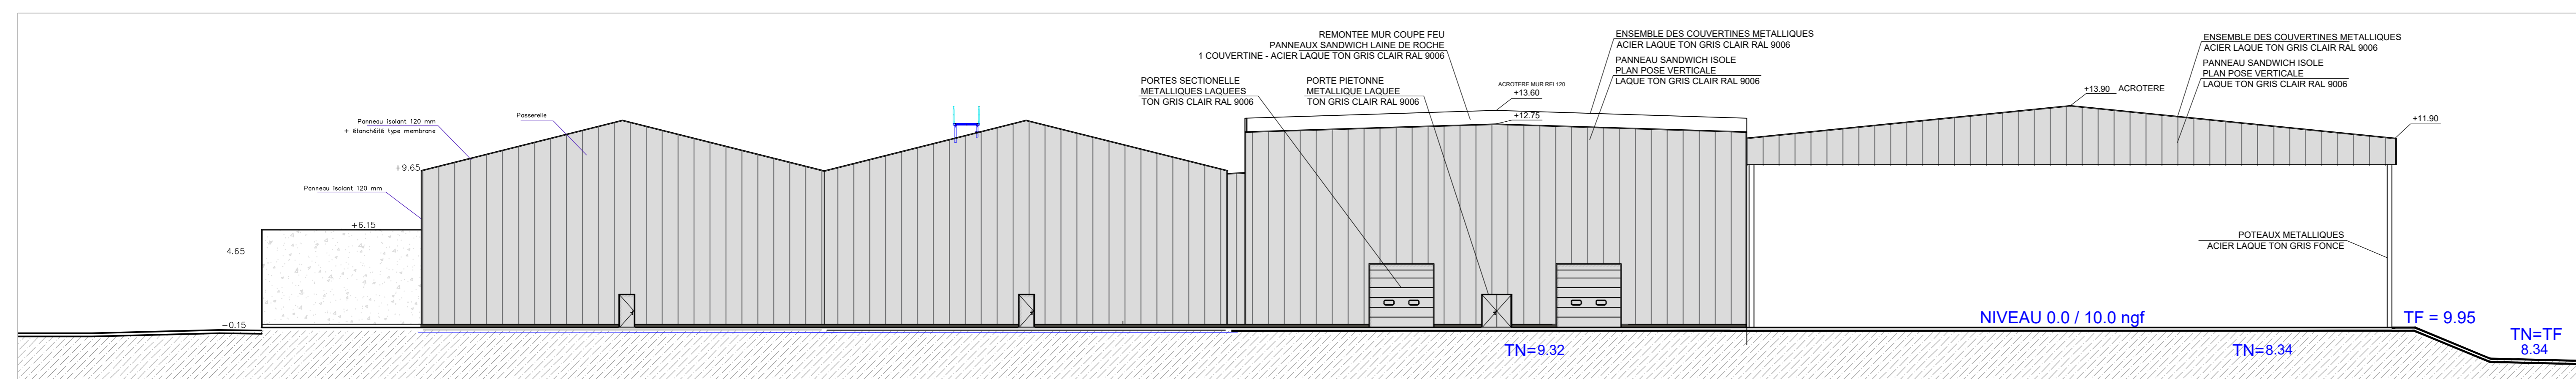 Panneau isolant 120 mm
+ étanchéité type membrane
Passerelle
+9.65
Panneau isolant 120 mm
+6.15
4.65
-0.15
REMONTEE MUR COUPE FEU
PANNEAUX SANDWICH LAINE DE ROCHE
1 COUVERTINE - ACIER LAQUE TON GRIS CLAIR RAL 9006
PORTES SECTIONELLE
METALLIQUES LAQUEES
TON GRIS CLAIR RAL 9006
PORTE PIETONNE
METALLIQUE LAQUEE
TON GRIS CLAIR RAL 9006
ACROTERE MUR REI 120
+13.60
+12.75
ENSEMBLE DES COUVERTINES METALLIQUES
ACIER LAQUE TON GRIS CLAIR RAL 9006
PANNEAU SANDWICH ISOLE
PLAN POSE VERTICALE
LAQUE TON GRIS CLAIR RAL 9006
+13.90 ACROTERE
ENSEMBLE DES COUVERTINES METALLIQUES
ACIER LAQUE TON GRIS CLAIR RAL 9006
PANNEAU SANDWICH ISOLE
PLAN POSE VERTICALE
LAQUE TON GRIS CLAIR RAL 9006
+11.90
POTEAUX METALLIQUES
ACIER LAQUE TON GRIS FONCE
NIVEAU 0.0 / 10.0 ngf
TF = 9.95
TN=TF
8.34
TN=9.32
TN=8.34